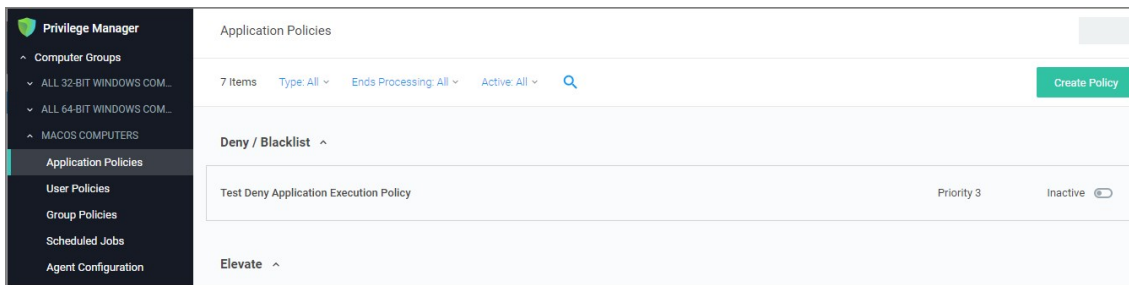 Privilege Manager
Computer Groups
ALL 32-BIT WINDOWS COM...
ALL 64-BIT WINDOWS COM...
MACOS COMPUTERS
Application Policies
User Policies
Group Policies
Scheduled Jobs
Agent Configuration
Application Policies
7 Items Type: All Ends Processing: All Active: All Create Policy
Deny / Blacklist
Test Deny Application Execution Policy Priority 3 Inactive
Elevate